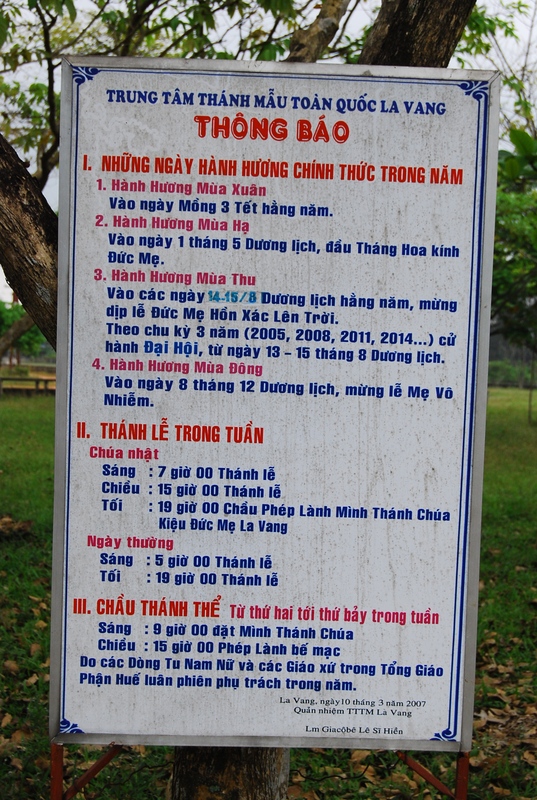 TRUNG TÂM THÁNH MẪU TOÀN QUỐC LA VANG
THÔNG BÁO
I. NHỮNG NGÀY HÀNH HƯƠNG CHÍNH THỨC TRONG NĂM
1. Hành Hương Mùa Xuân
Vào ngày Mồng 3 Tết hằng năm.
2. Hành Hương Mùa Hạ
Vào ngày 1 tháng 5 Dương lịch, đầu Tháng Hoa kính
Đức Mẹ.
3. Hành Hương Mùa Thu
Vào các ngày 14-15/8 Dương lịch hằng năm, mừng
dịp lễ Đức Mẹ Hồn Xác Lên Trời.
Theo chu kỳ 3 năm (2005, 2008, 2011, 2014...) cử
hành Đại Hội, từ ngày 13 - 15 tháng 8 Dương lịch.
4. Hành Hương Mùa Đông
Vào ngày 8 tháng 12 Dương lịch, mừng lễ Mẹ Vô
Nhiễm.
II. THÁNH LỄ TRONG TUẦN
Chúa nhật
Sáng : 7 giờ 00 Thánh lễ
Chiều : 15 giờ 00 Thánh lễ
Tối : 19 giờ 00 Chầu Phép Lành Mình Thánh Chúa
Kiệu Đức Mẹ La Vang
Ngày thường
Sáng : 5 giờ 00 Thánh lễ
Tối : 19 giờ 00 Thánh lễ
III. CHẦU THÁNH THỂ Từ thứ hai tới thứ bảy trong tuần
Sáng : 9 giờ 00 đặt Mình Thánh Chúa
Chiều : 15 giờ 00 Phép Lành bế mạc
Do các Dòng Tu Nam Nữ và các Giáo xứ trong Tổng Giáo
Phận Huế luân phiên phụ trách trong năm.
La Vang, ngày10 tháng 3 năm 2007
Quản nhiệm TTTM La Vang
Lm Giacôbê Lê Sĩ Hiền